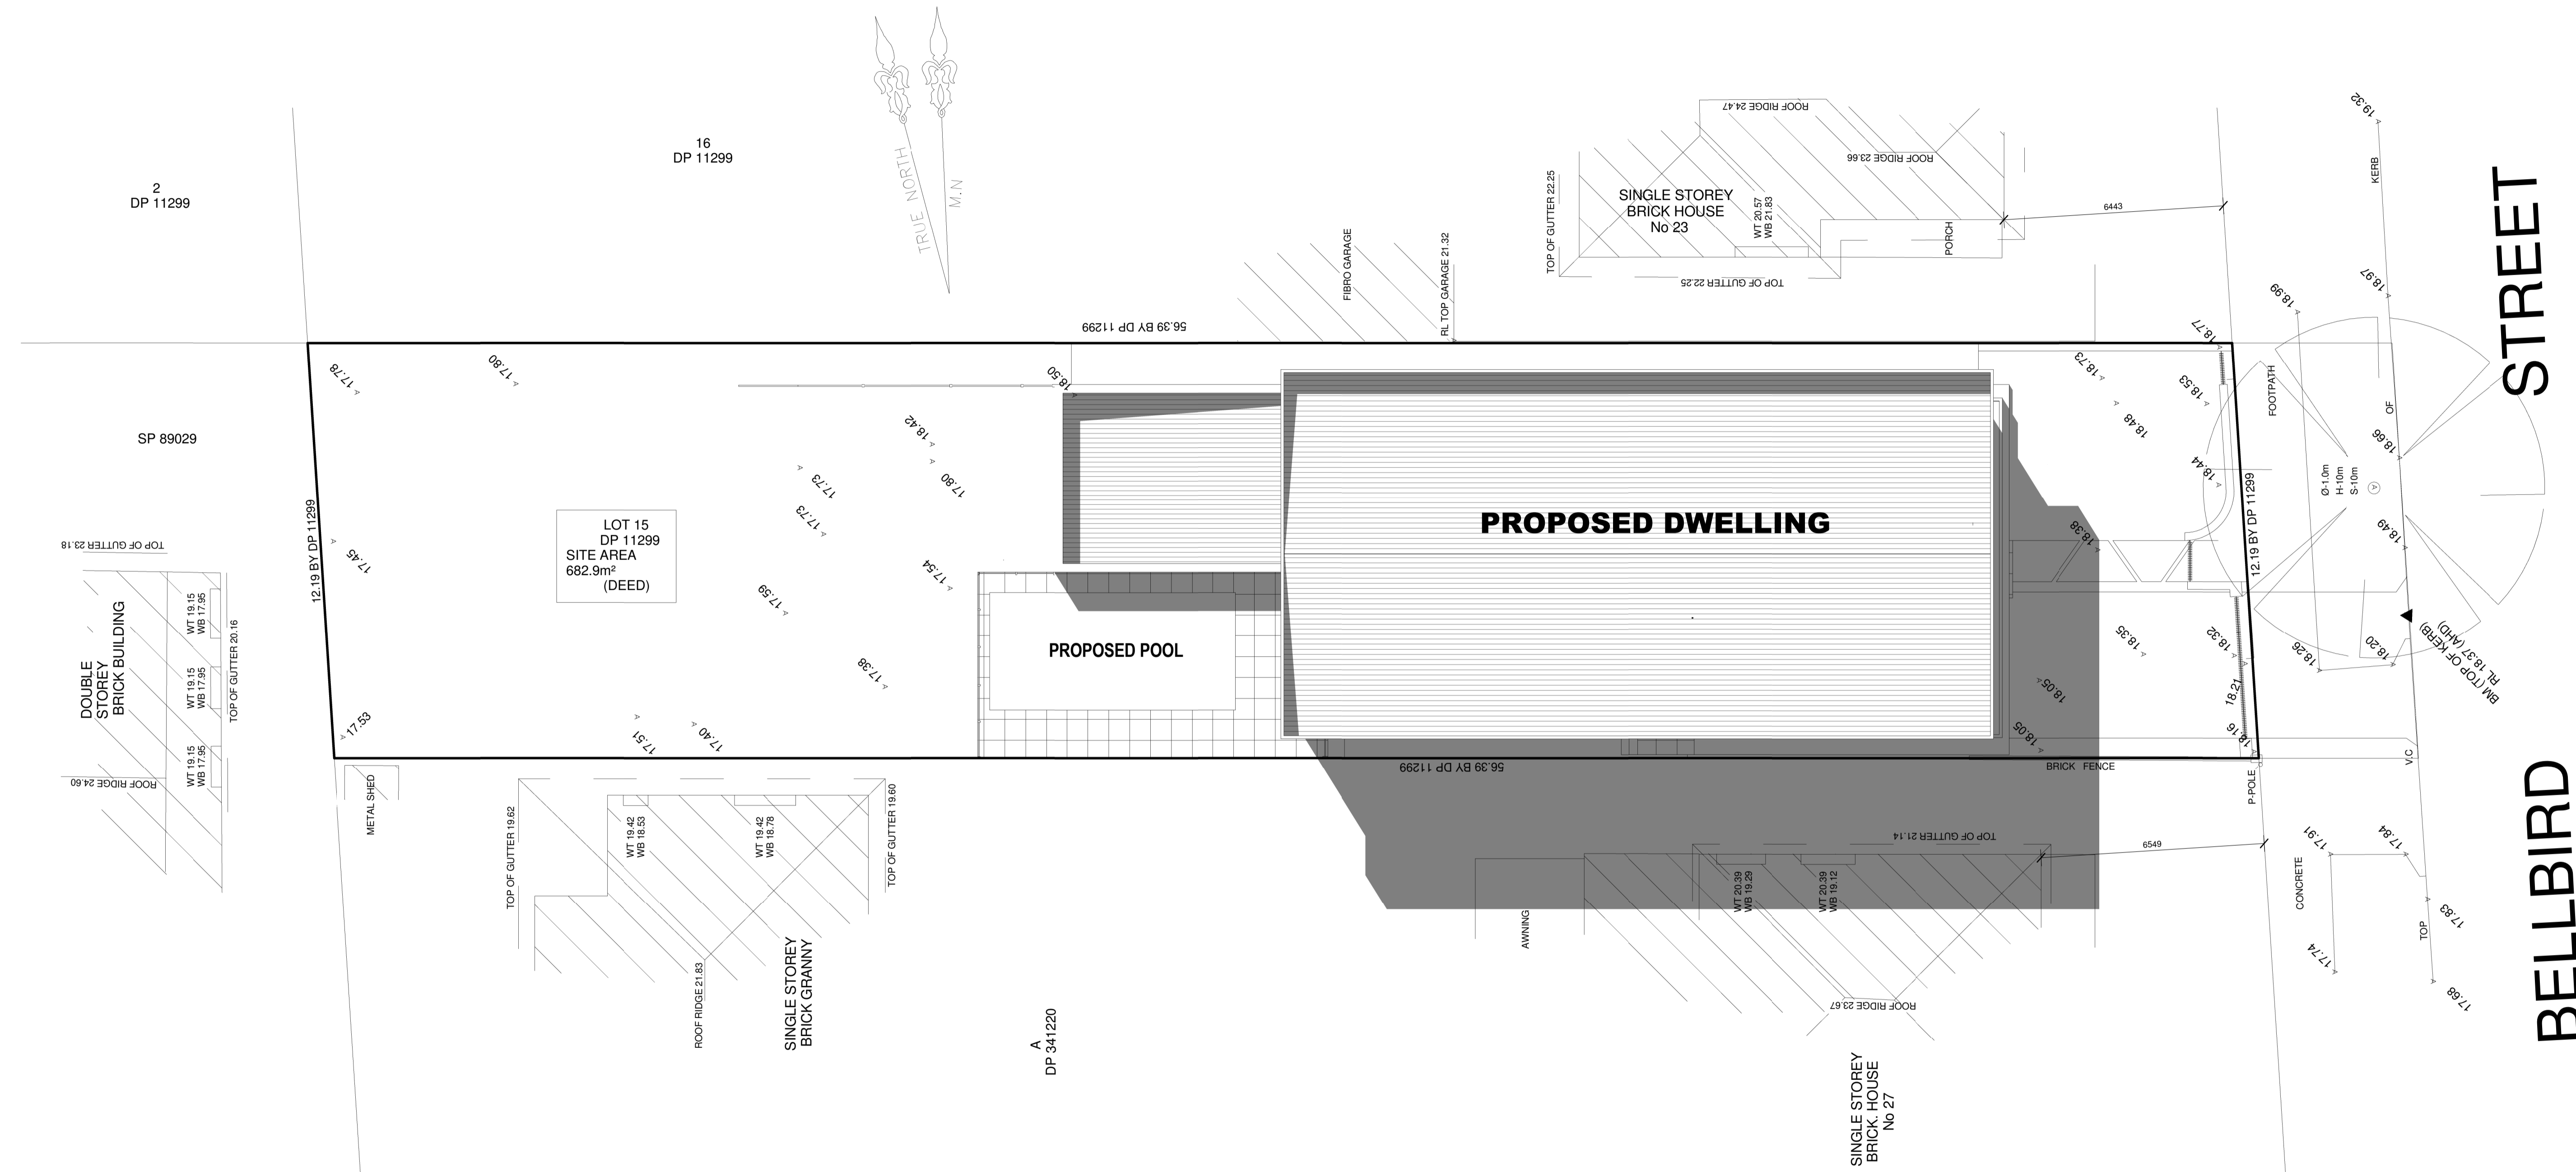 2
DP 11299
16
DP 11299
TRUE NORTH
M.N
ROOF RIDGE 24.47
ROOF RIDGE 23.66
SINGLE STOREY
BRICK HOUSE
No 23
WT 20.57
WB 21.83
TOP OF GUTTER 22.25
TOP OF GUTTER 22.25
PORCH
6443
19.32
KERB
STREET
FIBRO GARAGE
RL TOP GARAGE 21.32
56.39 BY DP 11299
18.97
18.99
18.77
17.78
17.80
18.50
18.73
18.53
18.48
FOOTPATH
OF
SP 89029
18.42
17.80
17.73
17.73
18.66
18.44
Ø-1.0m
H-10m
S-10m
A
12.19 BY DP 11299
12.19 BY DP 11299
LOT 15
DP 11299
SITE AREA
682.9m²
(DEED)
PROPOSED DWELLING
18.38
18.49
17.45
17.54
17.59
TOP OF GUTTER 23.18
DOUBLE
STOREY
BRICK BUILDING
WT 19.15
WB 17.95
WT 19.15
WB 17.95
WT 19.15
WB 17.95
TOP OF GUTTER 20.16
ROOF RIDGE 24.60
PROPOSED POOL
17.38
18.35
18.32
18.26
18.20
BM (TOP OF KERB)
RL 18.37 (AHD)
18.05
18.21
18.05
18.16
17.53
17.51
17.40
56.39 BY DP 11299
BRICK FENCE
P-POLE
V.C
METAL SHED
TOP OF GUTTER 19.62
WT 19.42
WB 18.53
WT 19.42
WB 18.78
TOP OF GUTTER 19.60
TOP OF GUTTER 21.14
6549
17.91
17.84
WT 20.39
WB 19.29
WT 20.39
WB 19.12
CONCRETE
AWNING
17.83
TOP
17.74
17.68
BELLBIRD
ROOF RIDGE 21.83
SINGLE STOREY
BRICK GRANNY
ROOF RIDGE 23.67
A
DP 341220
SINGLE STOREY
BRICK. HOUSE
No 27